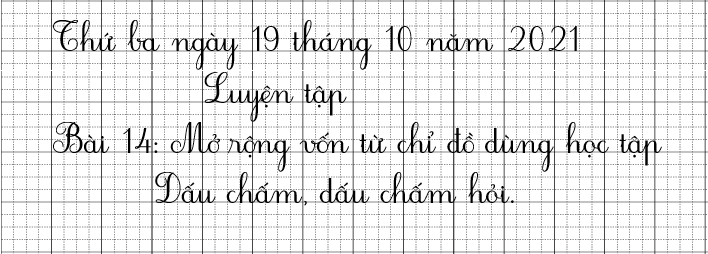 Thứ ba ngày 19 tháng 10 năm 2021
Luyện tập
Bài 14: Mở rộng vốn từ chỉ đồ dùng học tập
Dấu chấm, dấu chấm hỏi.